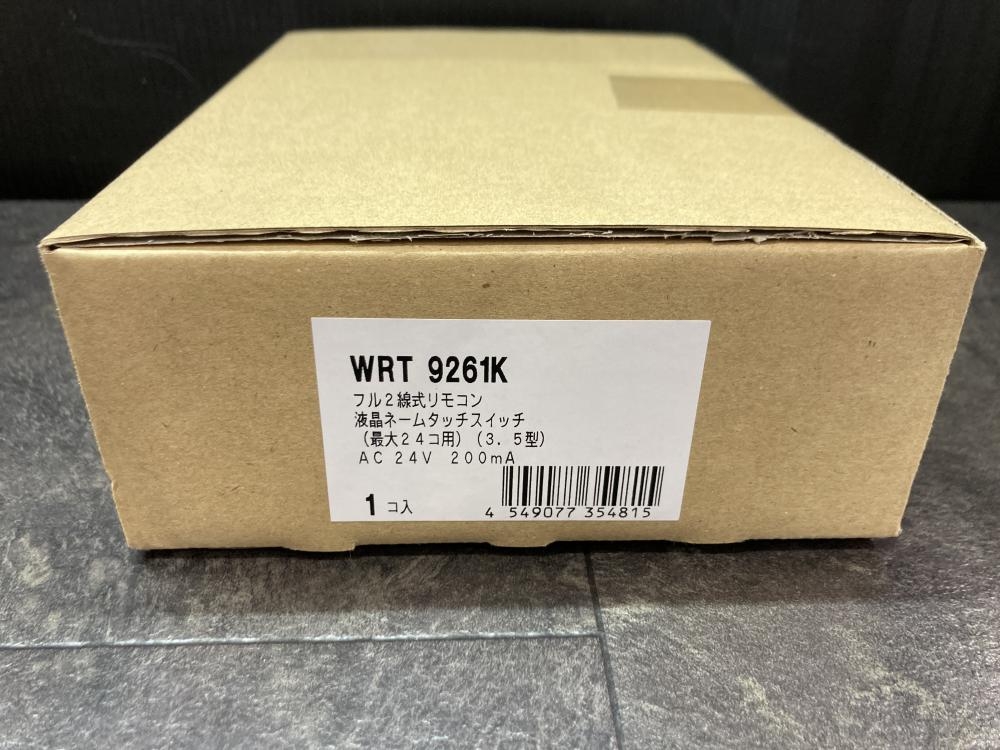 WRT 9261K
フル２線式リモコン
液晶ネームタッチスイッチ
（最大２４コ用）（３．５型）
ＡＣ ２４Ｖ　２００ｍＡ
1 コ入
4 549077 354815